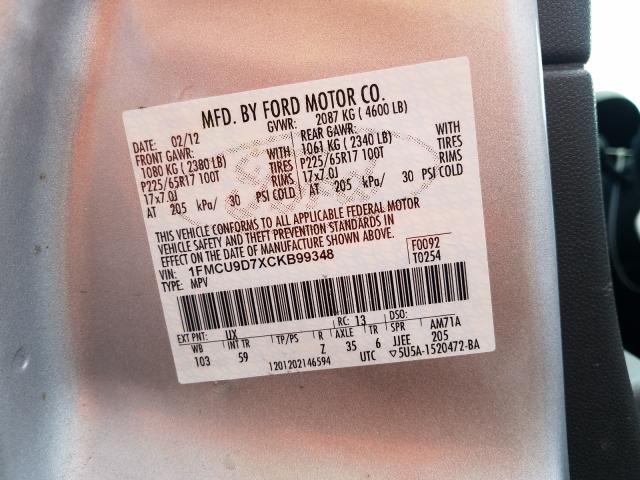 MFD. BY FORD MOTOR CO.
DATE: 02/12 GVWR: 2087 KG ( 4600 LB)
FRONT GAWR: WITH REAR GAWR: WITH
1080 KG ( 2380 LB) TIRES 1061 KG ( 2340 LB) TIRES
P225/65R17 100T RIMS P225/65R17 100T RIMS
17x7.0J 17x7.0J
AT 205 kPa/ 30 PSI COLD AT 205 kPa/ 30 PSI COLD
THIS VEHICLE CONFORMS TO ALL APPLICABLE FEDERAL MOTOR
VEHICLE SAFETY AND THEFT PREVENTION STANDARDS IN
EFFECT ON THE DATE OF MANUFACTURE SHOWN ABOVE.
VIN: 1FMCU9D7XCKB99348 F0092
TYPE: MPV T0254
EXT PNT: UX RC: 13 DSO:
WB INT TR TP/PS R AXLE TR SPR AM71A
103 59 Z 35 6 JJEE 205
1201202146594 UTC ▽5U5A-1520472-BA